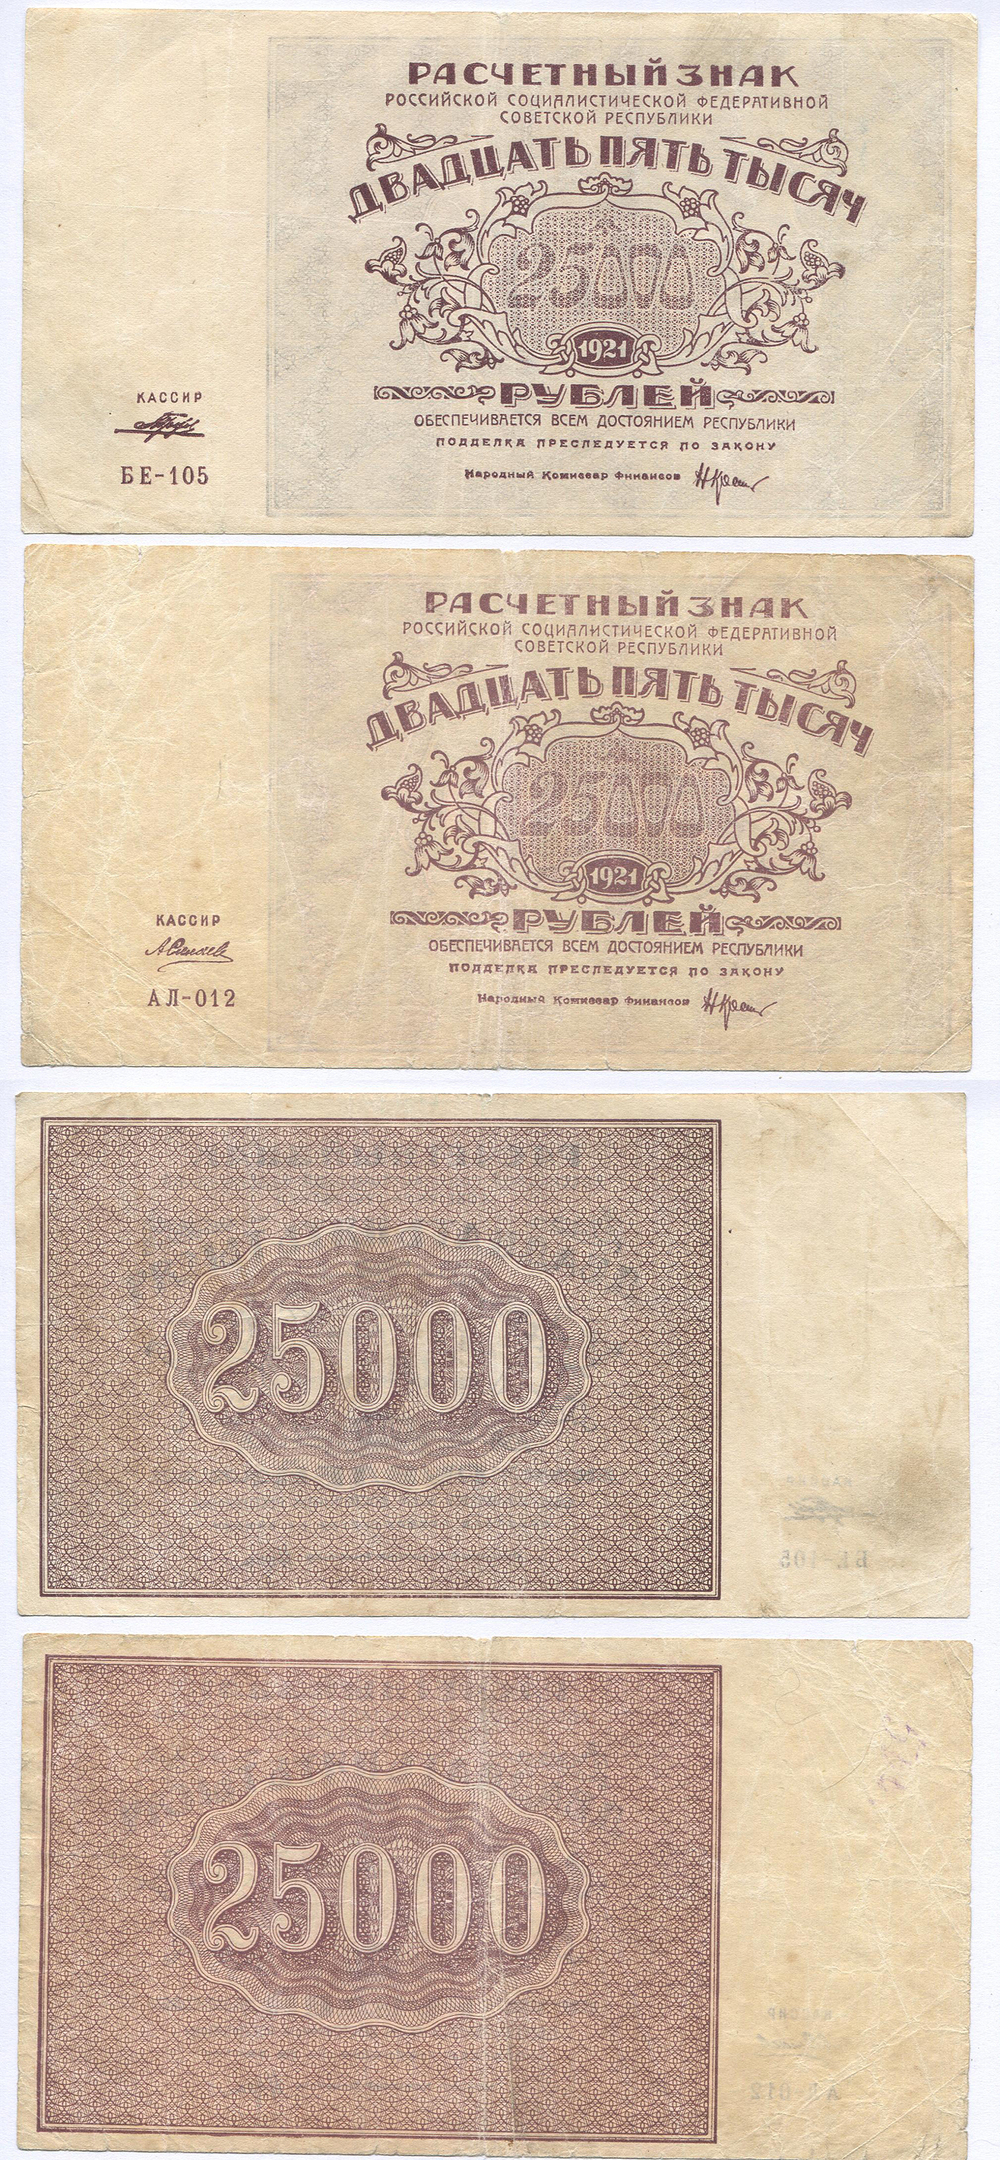 РАСЧЕТНЫЙ ЗНАК
РОССИЙСКОЙ СОЦИАЛИСТИЧЕСКОЙ ФЕДЕРАТИВНОЙ
СОВЕТСКОЙ РЕСПУБЛИКИ
ДВАДЦАТЬ ПЯТЬ ТЫСЯЧ
25000
1921
РУБЛЕЙ
ОБЕСПЕЧИВАЕТСЯ ВСЕМ ДОСТОЯНИЕМ РЕСПУБЛИКИ
ПОДДЕЛКА ПРЕСЛЕДУЕТСЯ ПО ЗАКОНУ
Народный Комиссар Финансов
КАССИР
БЕ-105
РАСЧЕТНЫЙ ЗНАК
РОССИЙСКОЙ СОЦИАЛИСТИЧЕСКОЙ ФЕДЕРАТИВНОЙ
СОВЕТСКОЙ РЕСПУБЛИКИ
ДВАДЦАТЬ ПЯТЬ ТЫСЯЧ
25000
1921
РУБЛЕЙ
ОБЕСПЕЧИВАЕТСЯ ВСЕМ ДОСТОЯНИЕМ РЕСПУБЛИКИ
ПОДДЕЛКА ПРЕСЛЕДУЕТСЯ ПО ЗАКОНУ
Народный Комиссар Финансов
КАССИР
АЛ-012
25000
25000